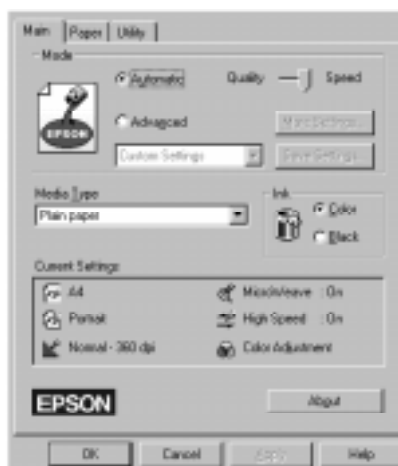 Main Paper Utility
Mode
Automatic Quality Speed
EPSON
Advanced More Settings...
Custom Settings Save Settings...
Media Type
Plain paper
Ink
Color
Black
Current Settings
A4 MicroWeave : On
Portrait High Speed : On
Normal - 360 dpi Color Adjustment
EPSON About
OK Cancel Apply Help